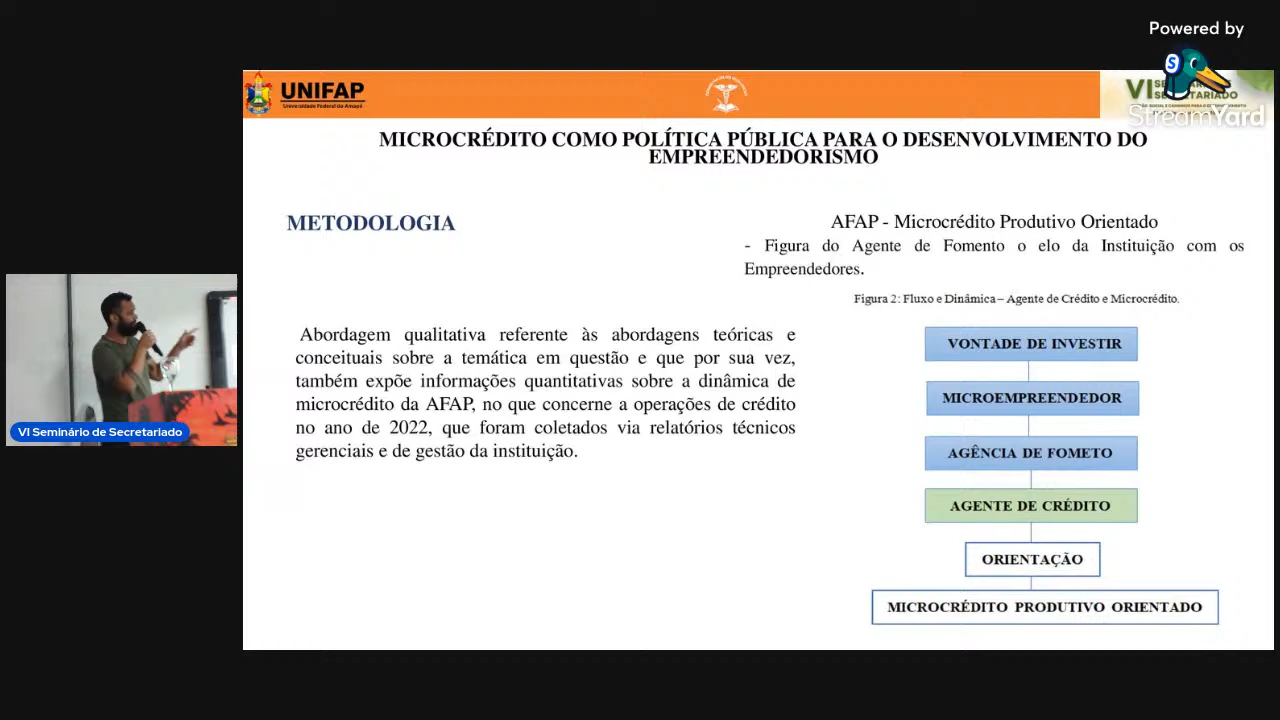 Powered by
StreamYard
UNIFAP
Universidade Federal do Amapá
VI
MICROCRÉDITO COMO POLÍTICA PÚBLICA PARA O DESENVOLVIMENTO DO
EMPREENDEDORISMO
METODOLOGIA
Abordagem qualitativa referente às abordagens teóricas e
conceituais sobre a temática em questão e que por sua vez,
também expõe informações quantitativas sobre a dinâmica de
microcrédito da AFAP, no que concerne a operações de crédito
no ano de 2022, que foram coletados via relatórios técnicos
gerenciais e de gestão da instituição.
AFAP - Microcrédito Produtivo Orientado
- Figura do Agente de Fomento o elo da Instituição com os
Empreendedores.
Figura 2: Fluxo e Dinâmica – Agente de Crédito e Microcrédito.
VONTADE DE INVESTIR
MICROEMPREENDEDOR
AGÊNCIA DE FOMETO
AGENTE DE CRÉDITO
ORIENTAÇÃO
MICROCRÉDITO PRODUTIVO ORIENTADO
VI Seminário de Secretariado